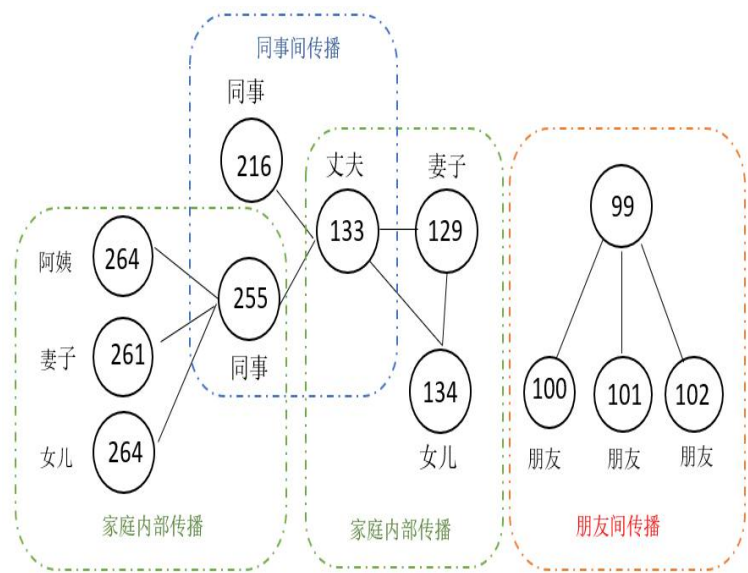 同事间传播
同事
216
丈夫
妻子
133
129
99
阿姨
264
255
同事
妻子
261
134
女儿
女儿
264
100
101
102
朋友
朋友
朋友
家庭内部传播
家庭内部传播
朋友间传播